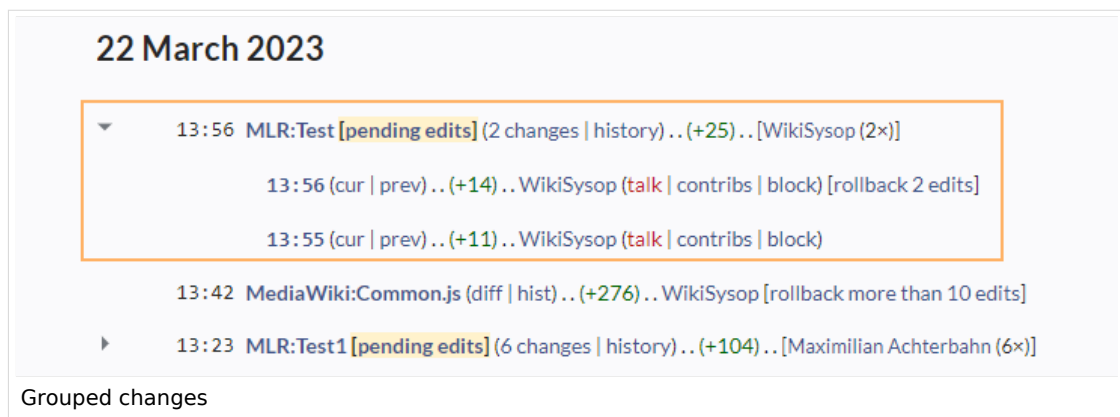 22 March 2023
13:56 MLR:Test [pending edits] (2 changes | history) . . (+25) . . [WikiSysop (2×)]
13:56 (cur | prev) . . (+14) . . WikiSysop (talk | contribs | block) [rollback 2 edits]
13:55 (cur | prev) . . (+11) . . WikiSysop (talk | contribs | block)
13:42 MediaWiki:Common.js (diff | hist) . . (+276) . . WikiSysop [rollback more than 10 edits]
13:23 MLR:Test1 [pending edits] (6 changes | history) . . (+104) . . [Maximilian Achterbahn (6×)]
Grouped changes